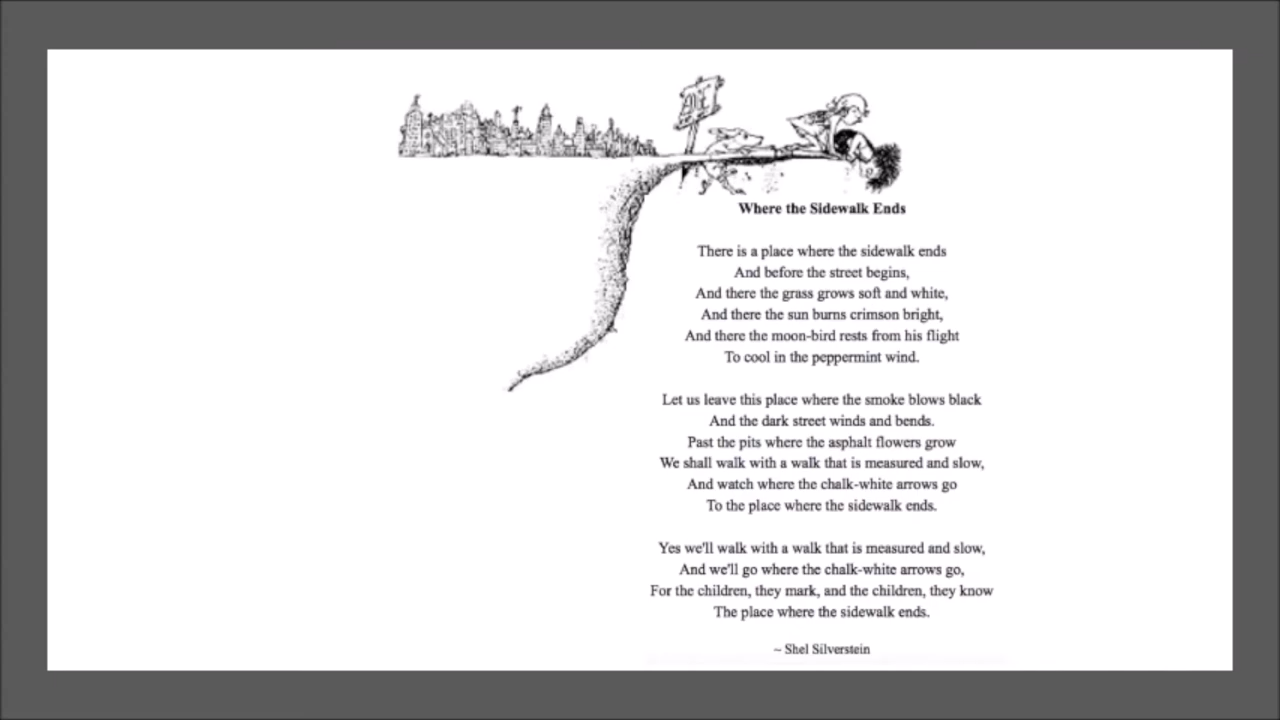 Where the Sidewalk Ends
There is a place where the sidewalk ends
And before the street begins,
And there the grass grows soft and white,
And there the sun burns crimson bright,
And there the moon-bird rests from his flight
To cool in the peppermint wind.
Let us leave this place where the smoke blows black
And the dark street winds and bends.
Past the pits where the asphalt flowers grow
We shall walk with a walk that is measured and slow,
And watch where the chalk-white arrows go
To the place where the sidewalk ends.
Yes we'll walk with a walk that is measured and slow,
And we'll go where the chalk-white arrows go,
For the children, they mark, and the children, they know
The place where the sidewalk ends.
~ Shel Silverstein